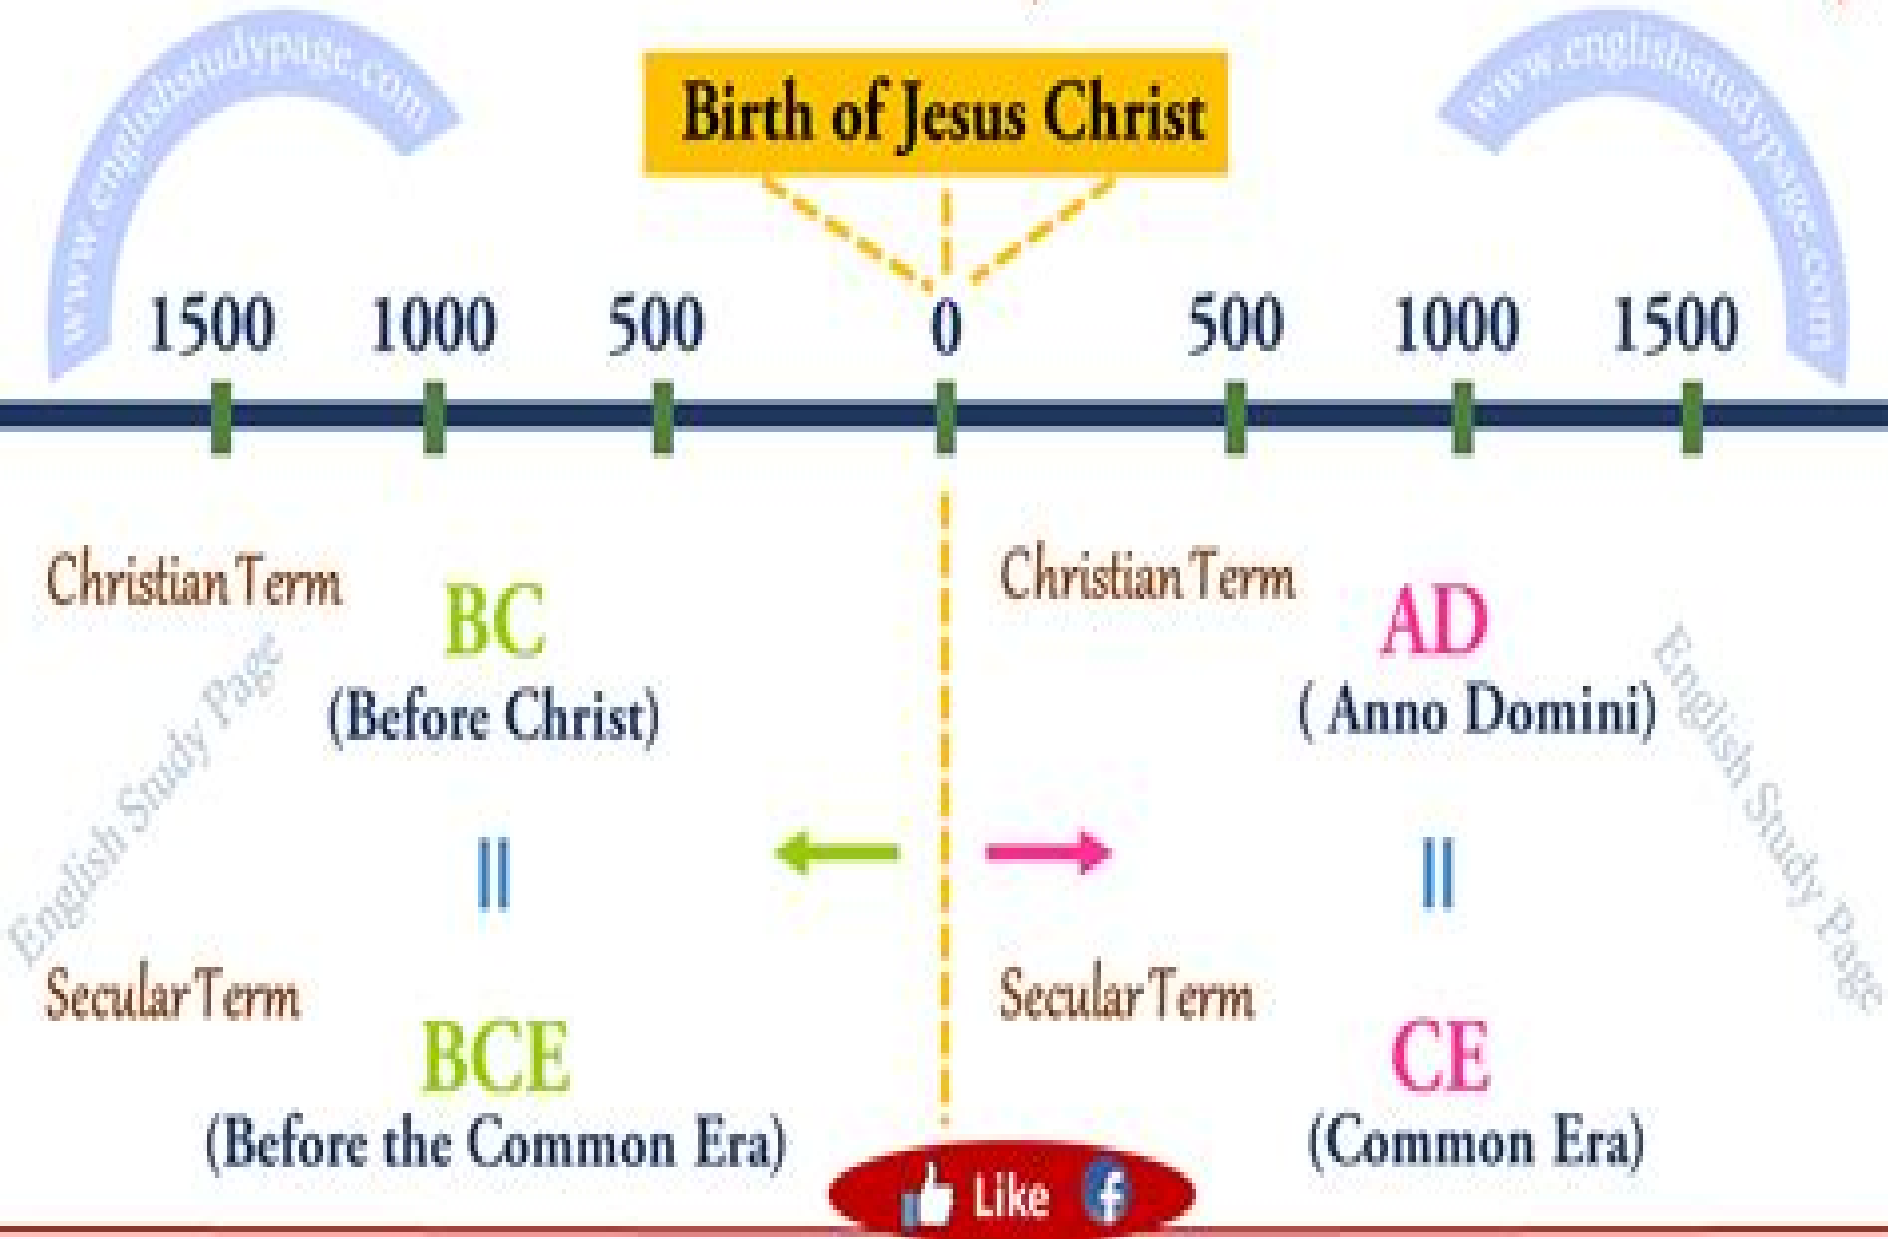 www.englishstudypage.com
www.englishstudypage.com
Birth of Jesus Christ
1500 1000 500 0 500 1000 1500
Christian Term
BC
(Before Christ)
Christian Term
AD
( Anno Domini)
English Study Page
English Study Page
Secular Term
BCE
(Before the Common Era)
Secular Term
CE
(Common Era)
Like f